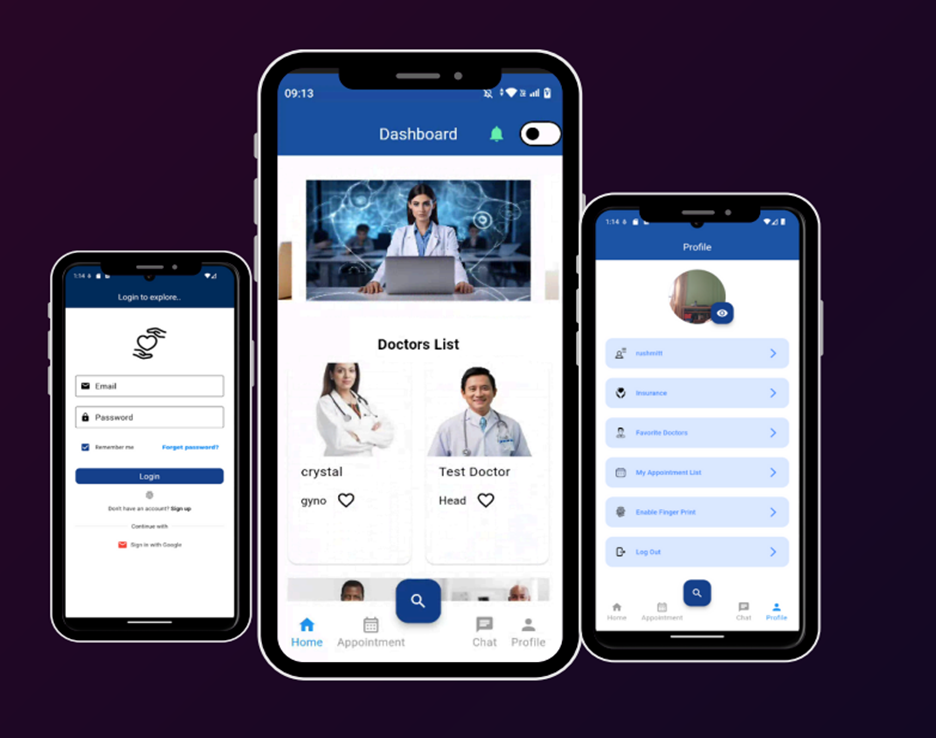 1:14
Login to explore..
Email
Password
Remember me Forgot password?
Login
Don't have an account? Sign up
Continue with
Sign in with Google
09:13
Dashboard
Doctors List
crystal
gyno
Test Doctor
Head
Home Appointment Chat Profile
1:14
Profile
rushmitt
Insurance
Favorite Doctors
My Appointment List
Enable Finger Print
Log Out
Home Appointment Chat Profile